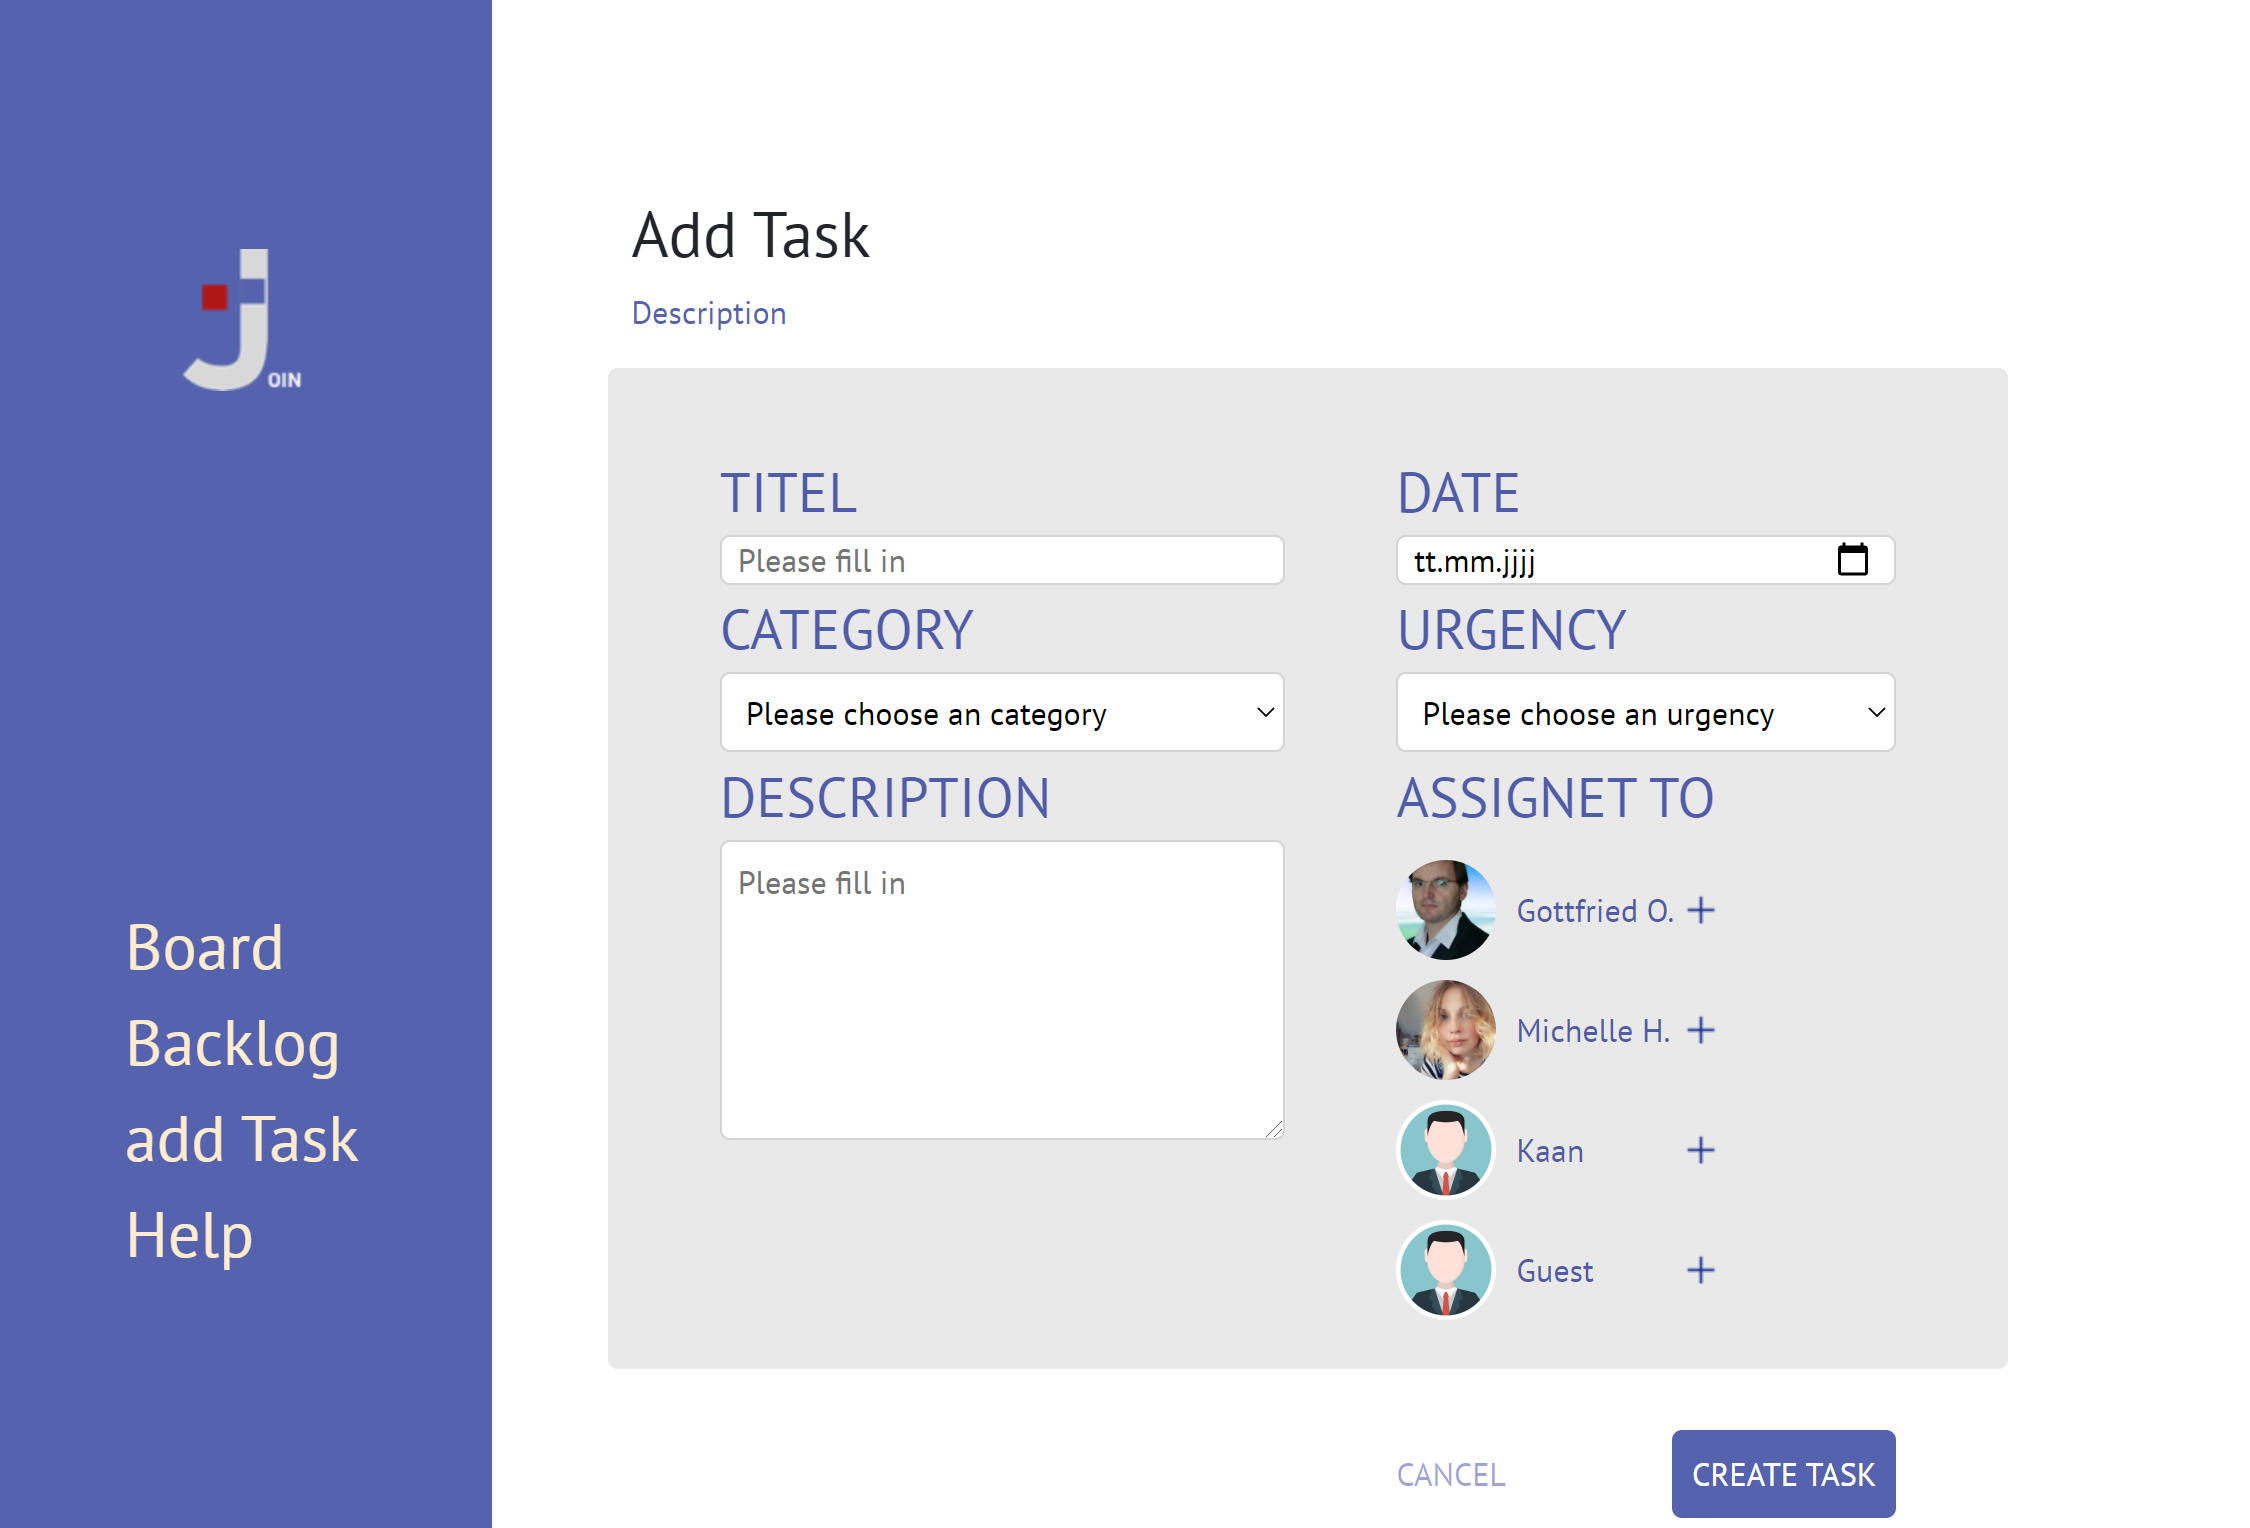 JOIN
Board
Backlog
add Task
Help
Add Task
Description
TITEL
Please fill in
CATEGORY
Please choose an category
DESCRIPTION
Please fill in
DATE
tt.mm.jjjj
URGENCY
Please choose an urgency
ASSIGNET TO
Gottfried O.
Michelle H.
Kaan
Guest
CANCEL
CREATE TASK